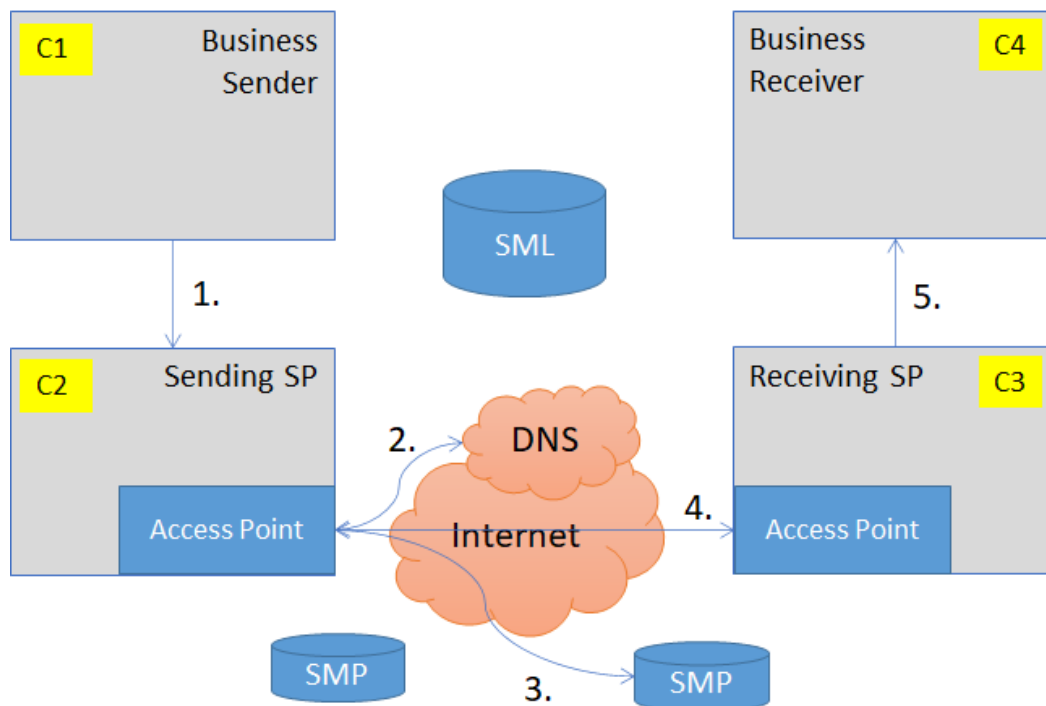 C1
Business
Sender
Business
Receiver
C4
SML
1.
5.
C2
Sending SP
Receiving SP
C3
2.
DNS
Access Point
Internet
4.
Access Point
SMP
3.
SMP